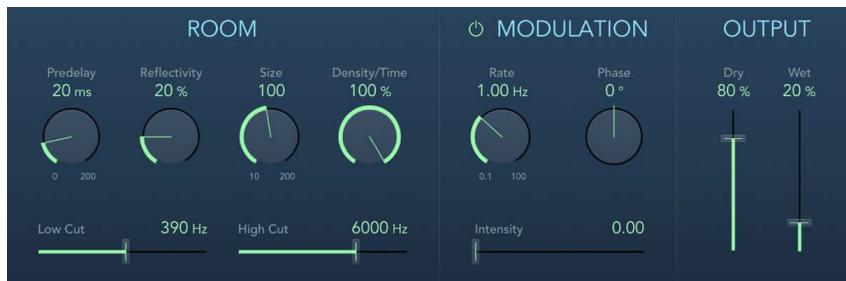 ROOM
Predelay
20 ms
0 200
Reflectivity
20 %
Size
100
10 200
Density/Time
100 %
Low Cut 390 Hz
High Cut 6000 Hz
MODULATION
Rate
1.00 Hz
0.1 100
Phase
0 °
Intensity 0.00
OUTPUT
Dry
80 %
Wet
20 %